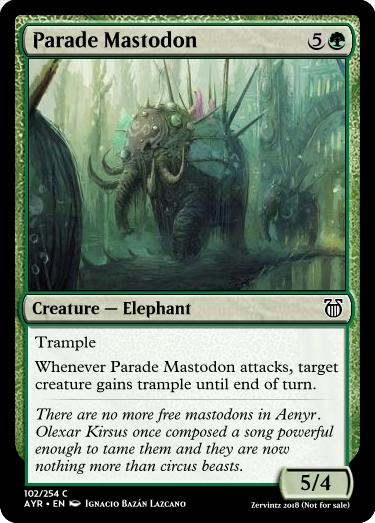 Parade Mastodon 5
Creature — Elephant
Trample
Whenever Parade Mastodon attacks, target
creature gains trample until end of turn.
There are no more free mastodons in Aenyr.
Olexar Kirsus once composed a song powerful
enough to tame them and they are now
nothing more than circus beasts.
5/4
102/254 C
AYR • EN Ignacio Bazán Lazcano
Zervintz 2018 (Not for sale)